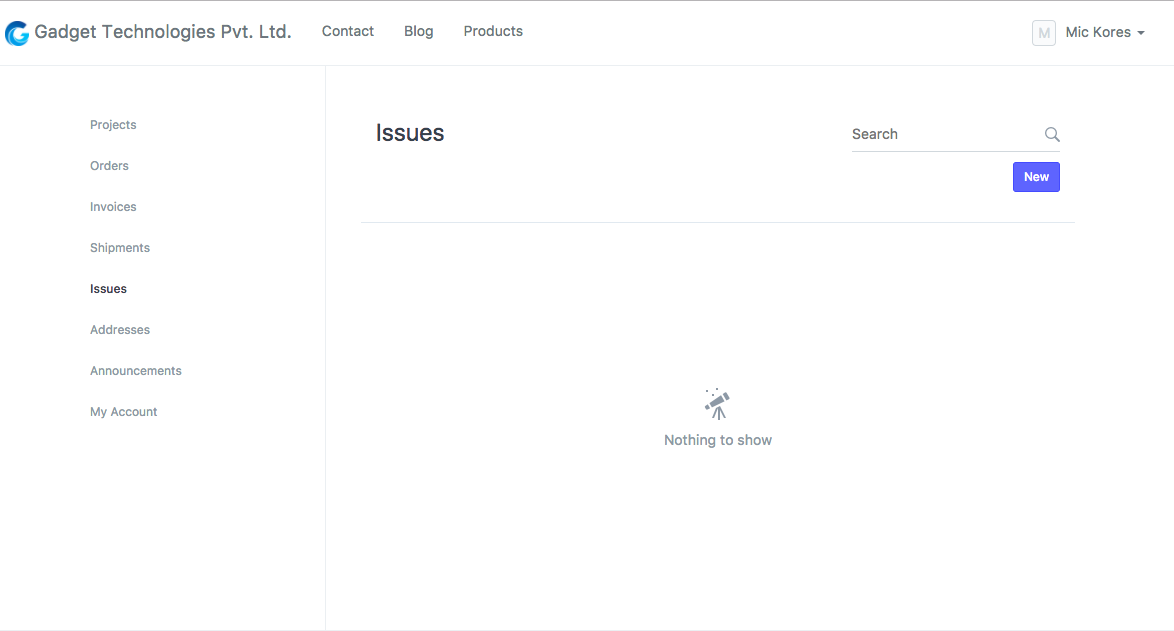 Gadget Technologies Pvt. Ltd. Contact Blog Products M Mic Kores
Projects
Orders
Invoices
Shipments
Issues
Addresses
Announcements
My Account
Issues
Search
New
Nothing to show